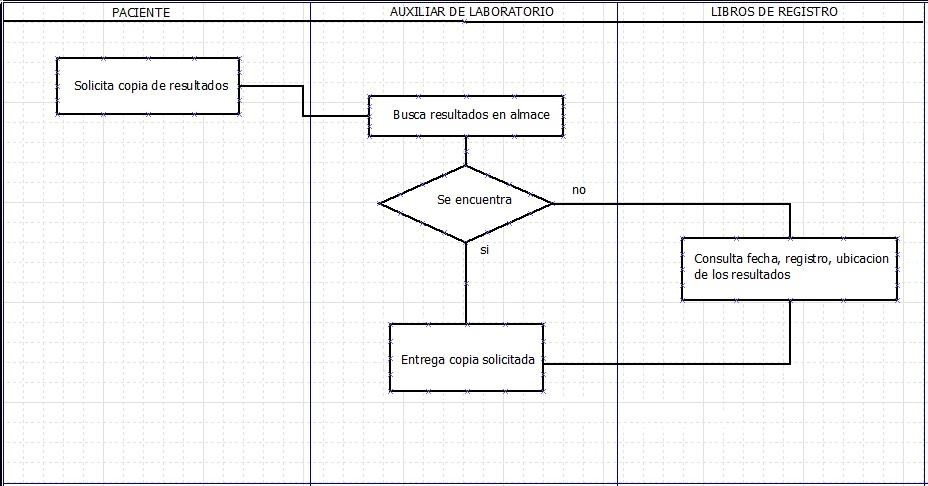 PACIENTE
AUXILIAR DE LABORATORIO
LIBROS DE REGISTRO
Solicita copia de resultados
Busca resultados en almace
Se encuentra
no
si
Consulta fecha, registro, ubicacion
de los resultados
Entrega copia solicitada